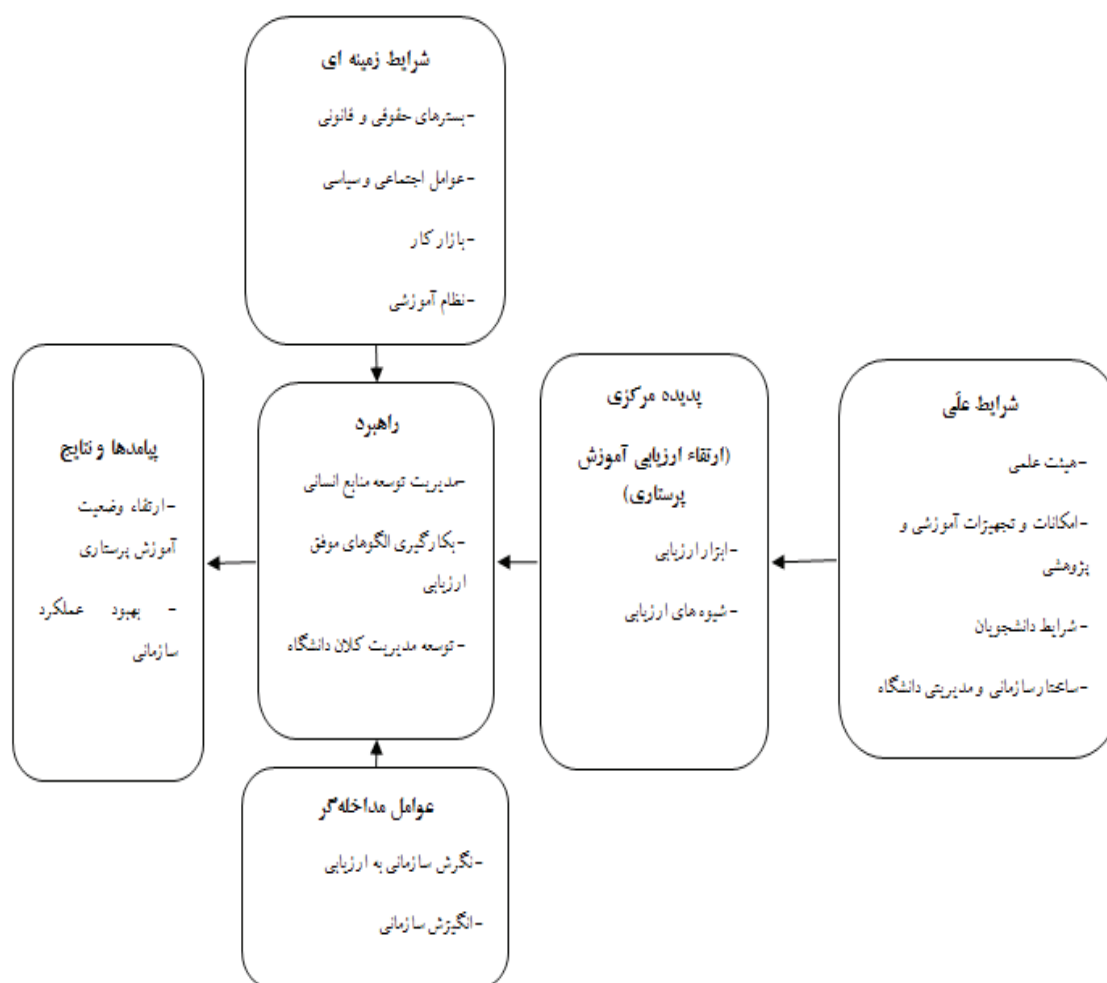 شرایط زمینه ای
-بسترهای حقوقی و قانونی
-عوامل اجتماعی و سیاسی
-بازار کار
-نظام آموزشی
شرایط علّی
-هیئت علمی
-امکانات و تجهیزات آموزشی و
پژوهشی
-شرایط دانشجویان
-ساختار سازمانی و مدیریتی دانشگاه
پدیده مرکزی
(ارتقاء ارزیابی آموزش
پرستاری)
-ابزار ارزیابی
-شیوه های ارزیابی
راهبرد
-مدیریت توسعه منابع انسانی
-بکارگیری الگوهای موفق
ارزیابی
- توسعه مدیریت کلان دانشگاه
پیامدها و نتایج
-ارتقاء وضعیت
آموزش پرستاری
- بهبود عملکرد
سازمانی
عوامل مداخله‌گر
-نگرش سازمانی به ارزیابی
-انگیزش سازمانی